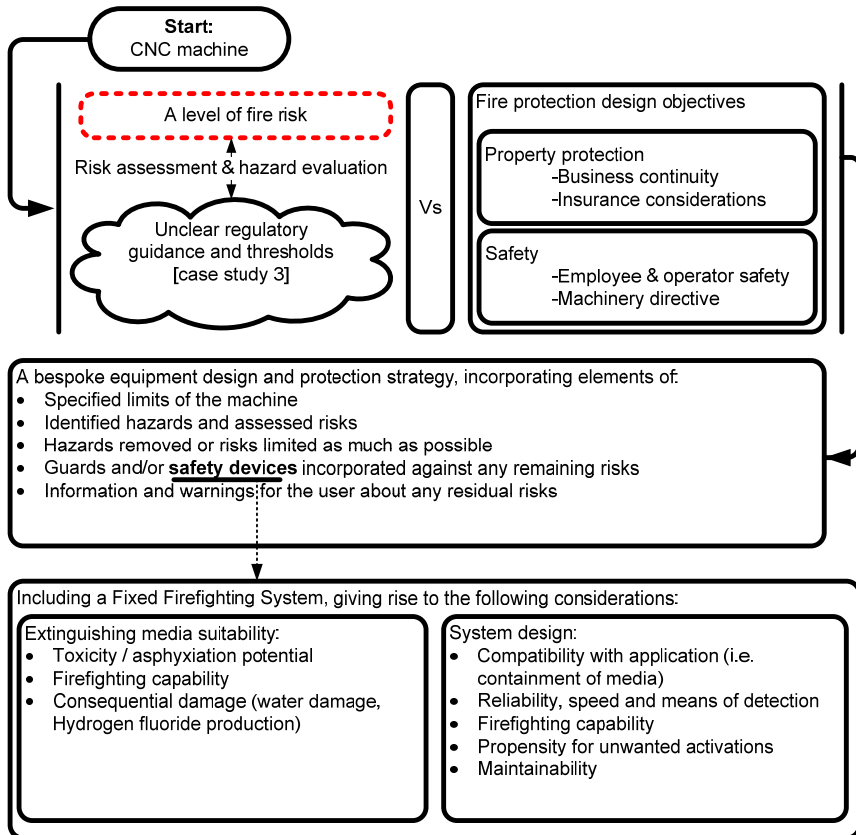 Start:
CNC machine
A level of fire risk
Risk assessment & hazard evaluation
Unclear regulatory
guidance and thresholds
[case study 3]
Vs
Fire protection design objectives
Property protection
-Business continuity
-Insurance considerations
Safety
-Employee & operator safety
-Machinery directive
A bespoke equipment design and protection strategy, incorporating elements of:
• Specified limits of the machine
• Identified hazards and assessed risks
• Hazards removed or risks limited as much as possible
• Guards and/or safety devices incorporated against any remaining risks
• Information and warnings for the user about any residual risks
Including a Fixed Firefighting System, giving rise to the following considerations:
Extinguishing media suitability:
• Toxicity / asphyxiation potential
• Firefighting capability
• Consequential damage (water damage,
Hydrogen fluoride production)
System design:
• Compatibility with application (i.e.
containment of media)
• Reliability, speed and means of detection
• Firefighting capability
• Propensity for unwanted activations
• Maintainability